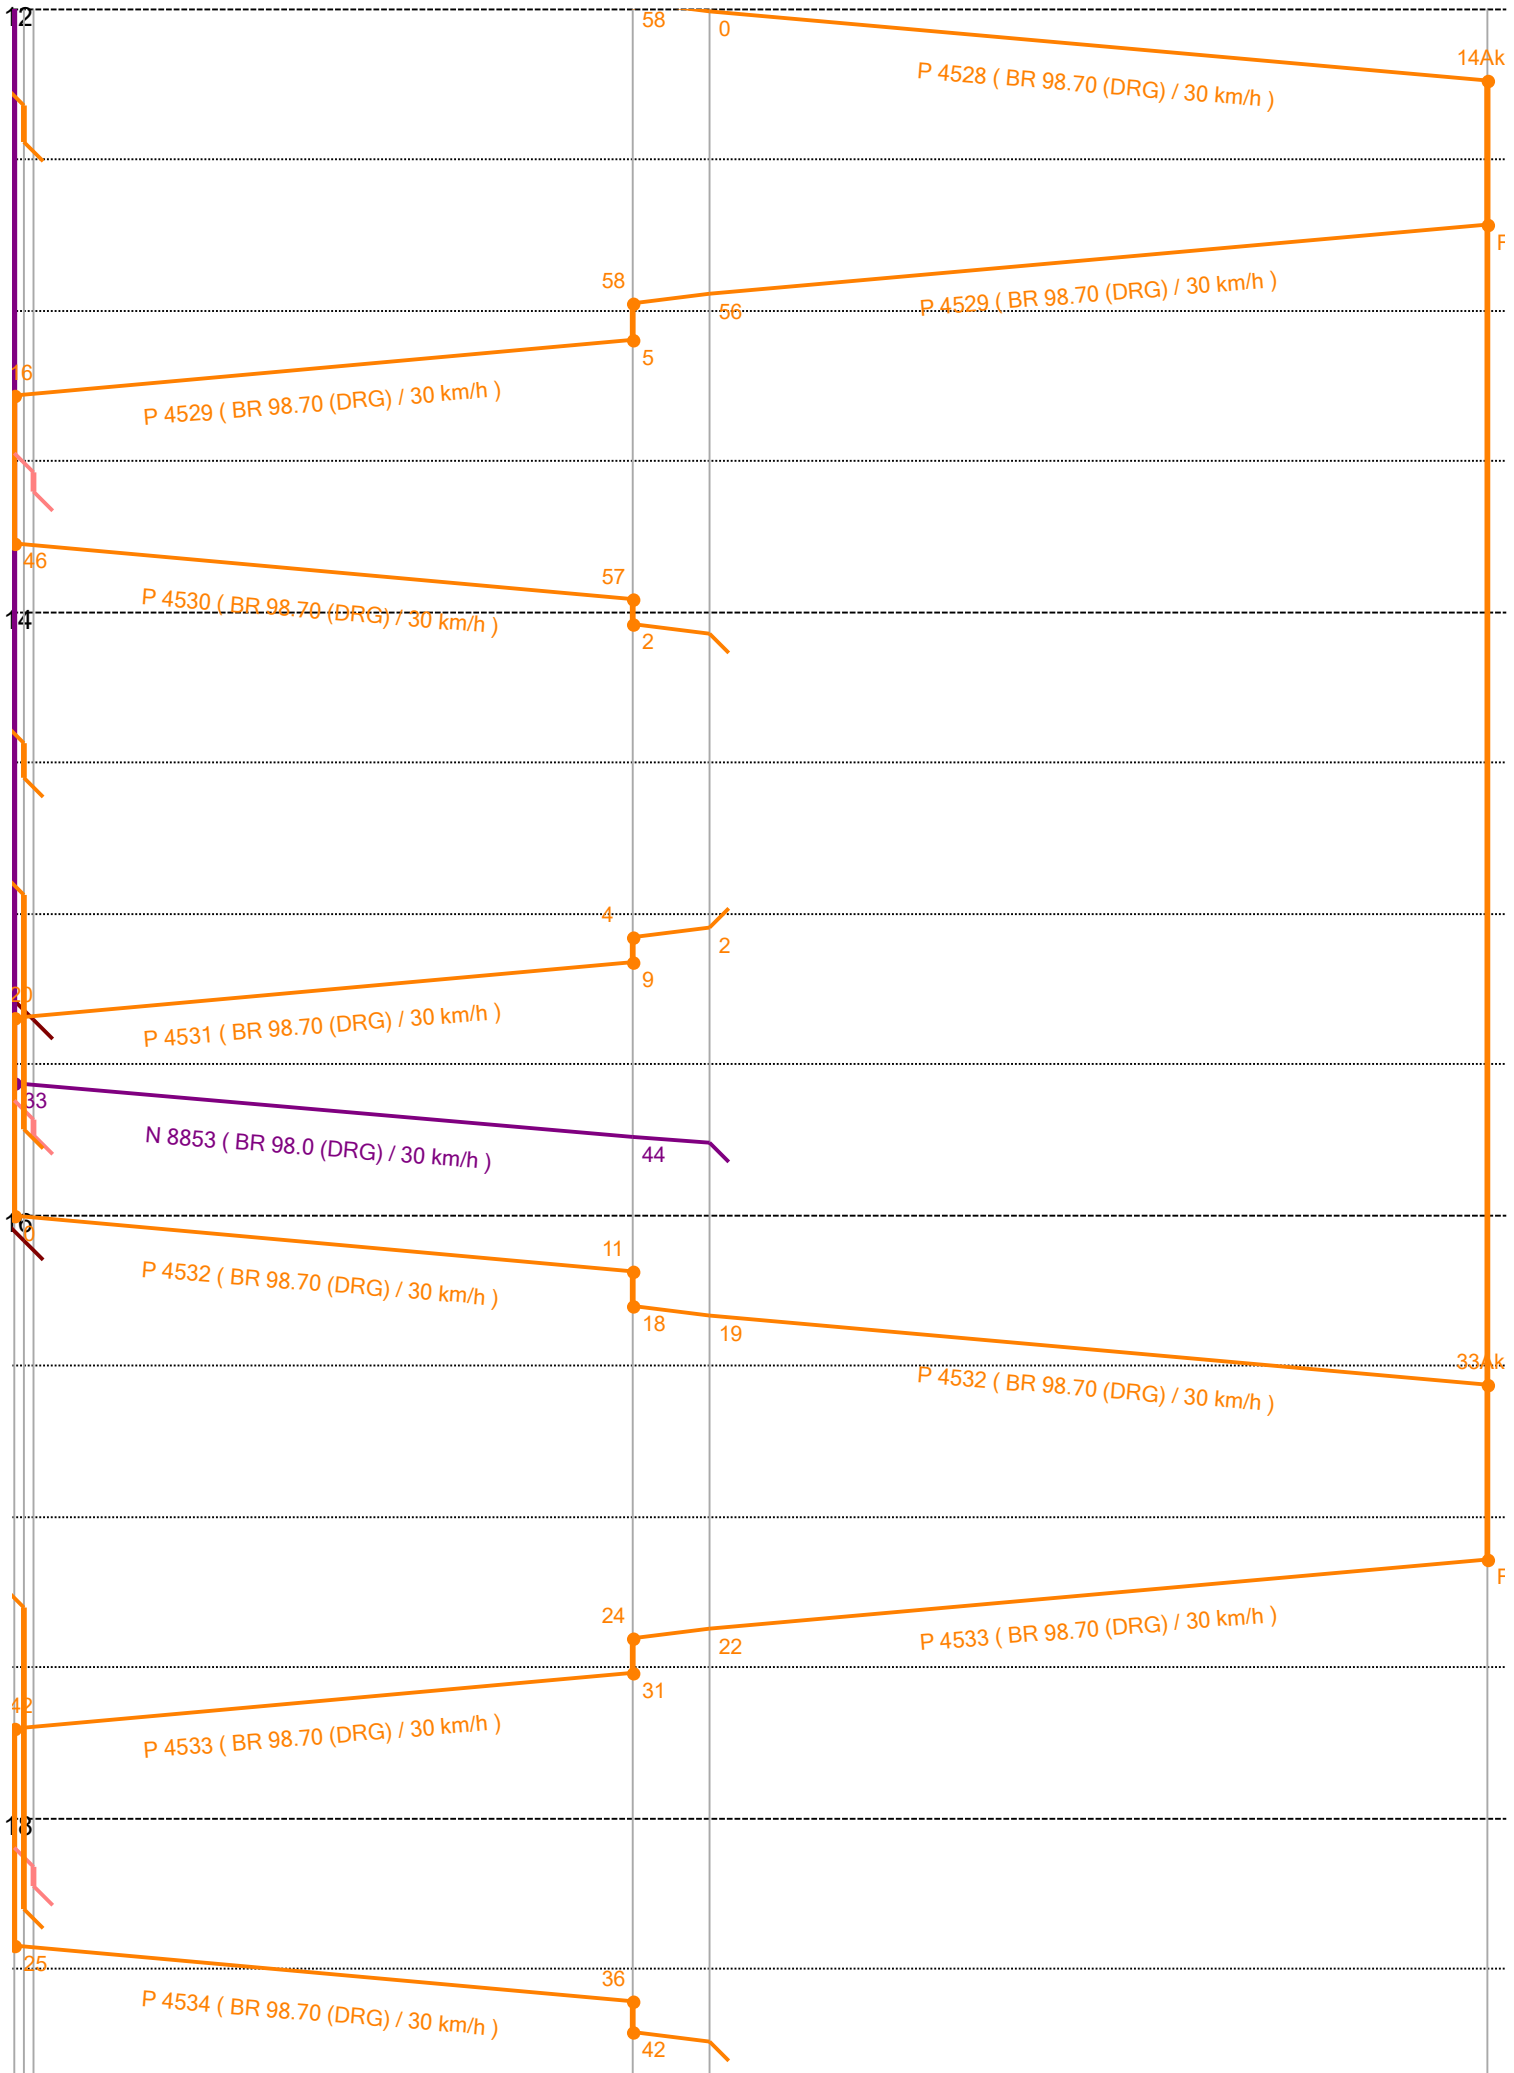 12
58
0
14Ak
P 4528 ( BR 98.70 (DRG) / 30 km/h )
F
58
56
P 4529 ( BR 98.70 (DRG) / 30 km/h )
5
16
P 4529 ( BR 98.70 (DRG) / 30 km/h )
46
57
P 4530 ( BR 98.70 (DRG) / 30 km/h )
14
2
4
2
9
20
P 4531 ( BR 98.70 (DRG) / 30 km/h )
33
N 8853 ( BR 98.0 (DRG) / 30 km/h )
44
16
0
11
P 4532 ( BR 98.70 (DRG) / 30 km/h )
18
19
33Ak
P 4532 ( BR 98.70 (DRG) / 30 km/h )
F
24
22
P 4533 ( BR 98.70 (DRG) / 30 km/h )
31
42
P 4533 ( BR 98.70 (DRG) / 30 km/h )
18
25
36
P 4534 ( BR 98.70 (DRG) / 30 km/h )
42